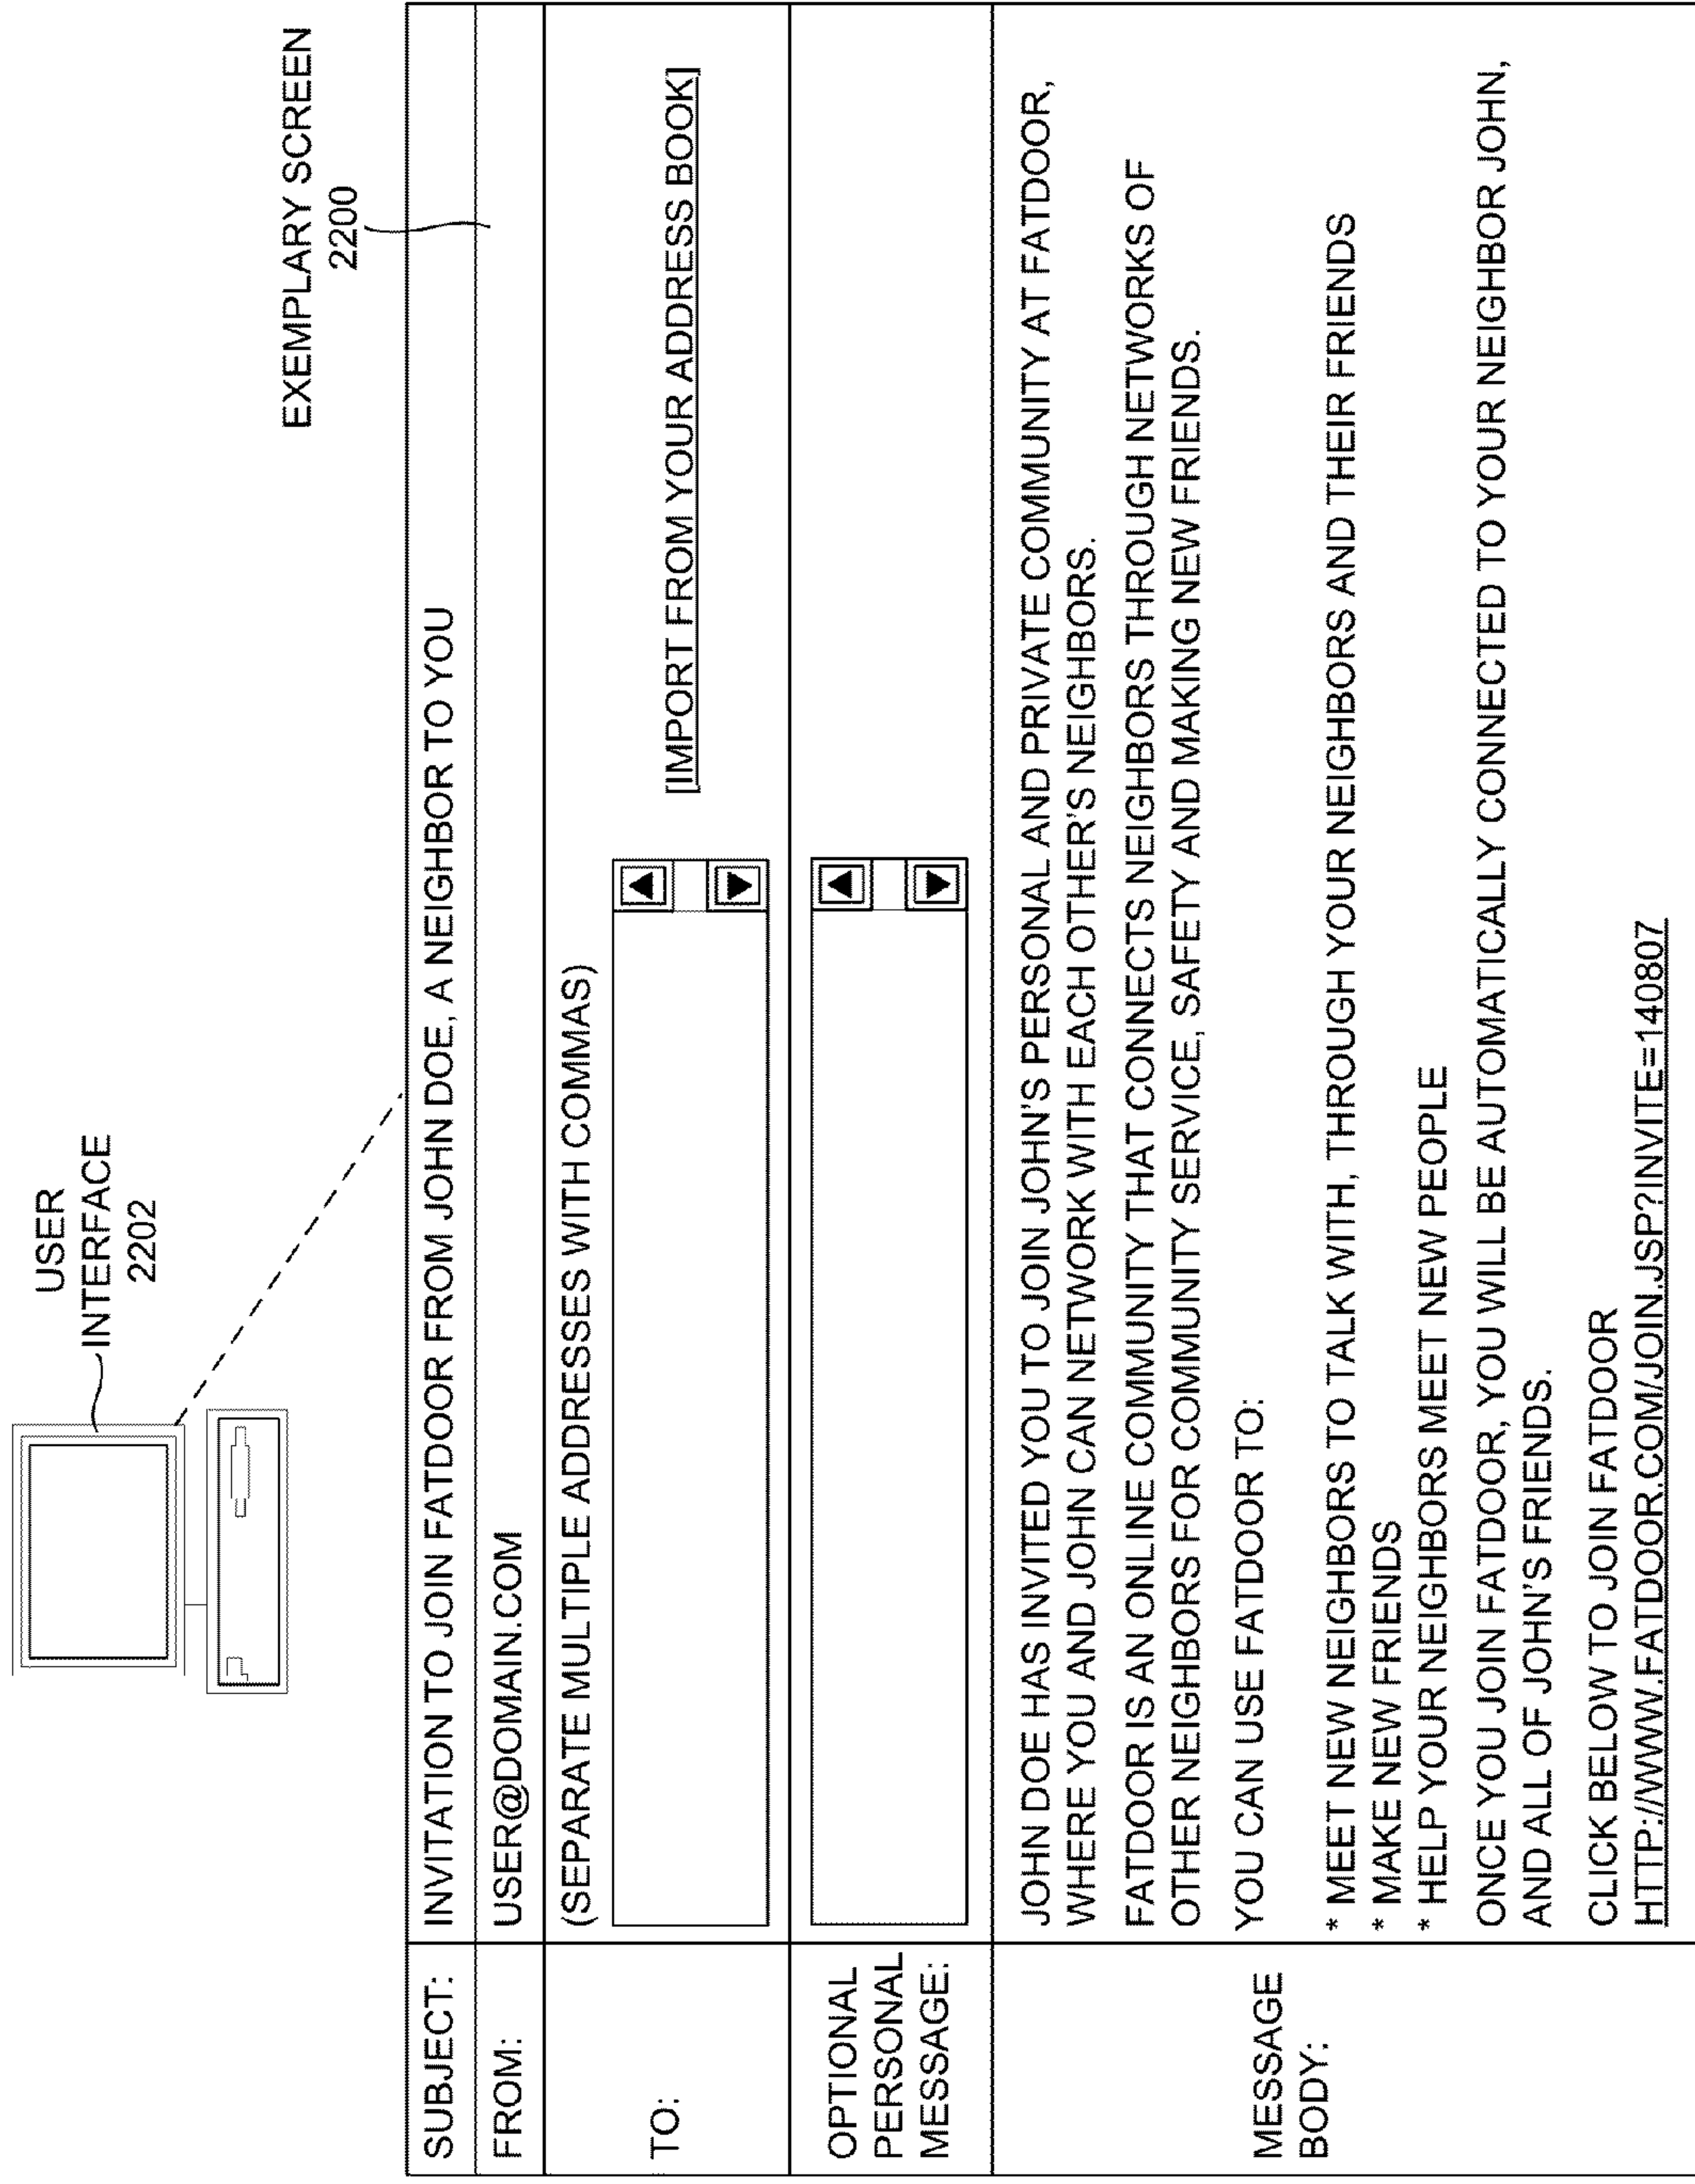 USER
INTERFACE
2202
EXEMPLARY SCREEN
2200
SUBJECT:
INVITATION TO JOIN FATDOOR FROM JOHN DOE, A NEIGHBOR TO YOU
FROM:
USER@DOMAIN.COM
TO:
(SEPARATE MULTIPLE ADDRESSES WITH COMMAS)
[IMPORT FROM YOUR ADDRESS BOOK]
OPTIONAL
PERSONAL
MESSAGE:
MESSAGE
BODY:
JOHN DOE HAS INVITED YOU TO JOIN JOHN'S PERSONAL AND PRIVATE COMMUNITY AT FATDOOR,
WHERE YOU AND JOHN CAN NETWORK WITH EACH OTHER'S NEIGHBORS.
FATDOOR IS AN ONLINE COMMUNITY THAT CONNECTS NEIGHBORS THROUGH NETWORKS OF
OTHER NEIGHBORS FOR COMMUNITY SERVICE, SAFETY AND MAKING NEW FRIENDS.
YOU CAN USE FATDOOR TO:
* MEET NEW NEIGHBORS TO TALK WITH, THROUGH YOUR NEIGHBORS AND THEIR FRIENDS
* MAKE NEW FRIENDS
* HELP YOUR NEIGHBORS MEET NEW PEOPLE
ONCE YOU JOIN FATDOOR, YOU WILL BE AUTOMATICALLY CONNECTED TO YOUR NEIGHBOR JOHN,
AND ALL OF JOHN'S FRIENDS.
CLICK BELOW TO JOIN FATDOOR
HTTP://WWW.FATDOOR.COM/JOIN.JSP?INVITE=140807